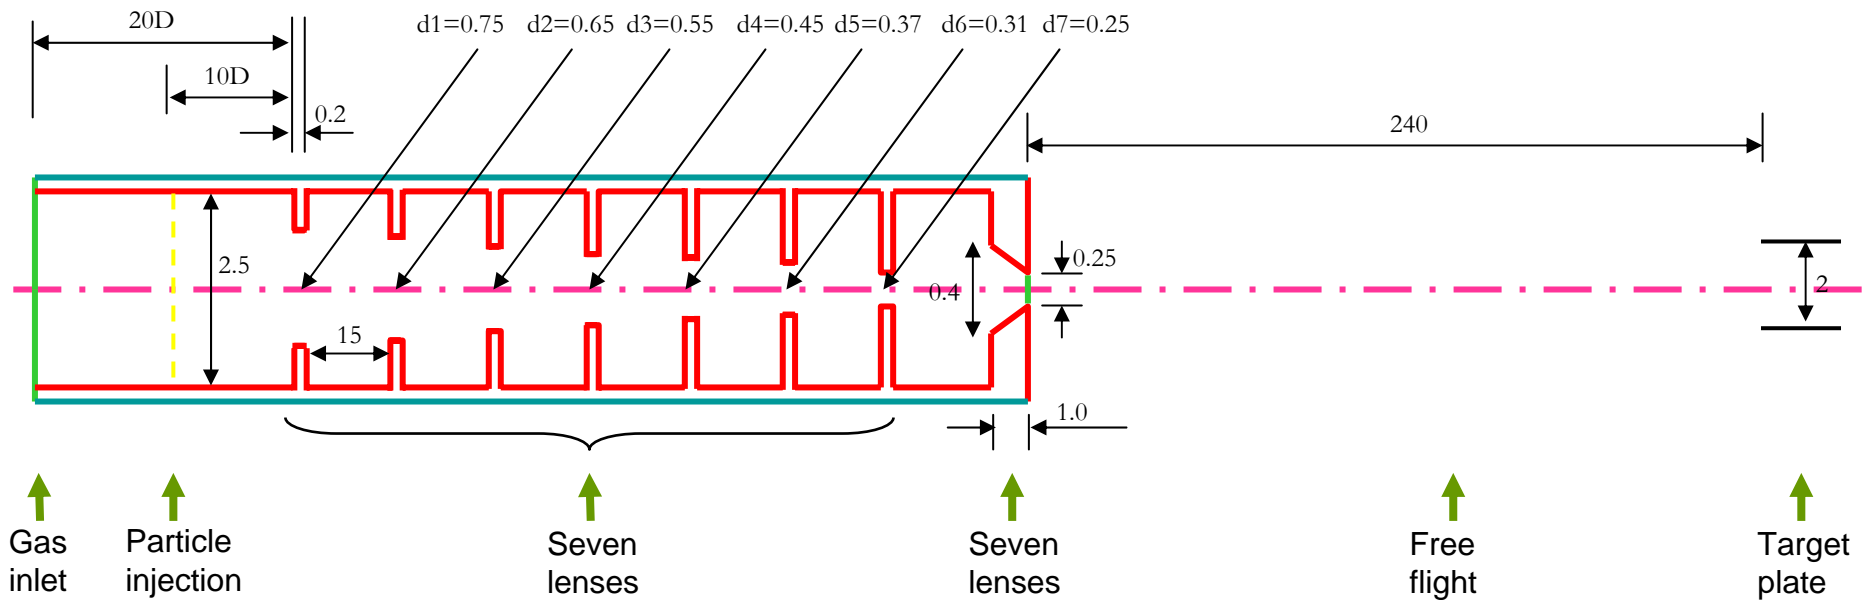 20D
d1=0.75
d2=0.65
d3=0.55
d4=0.45
d5=0.37
d6=0.31
d7=0.25
10D
0.2
240
2.5
0.25
0.4
2
15
1.0
Gas
inlet
Particle
injection
Seven
lenses
Seven
lenses
Free
flight
Target
plate